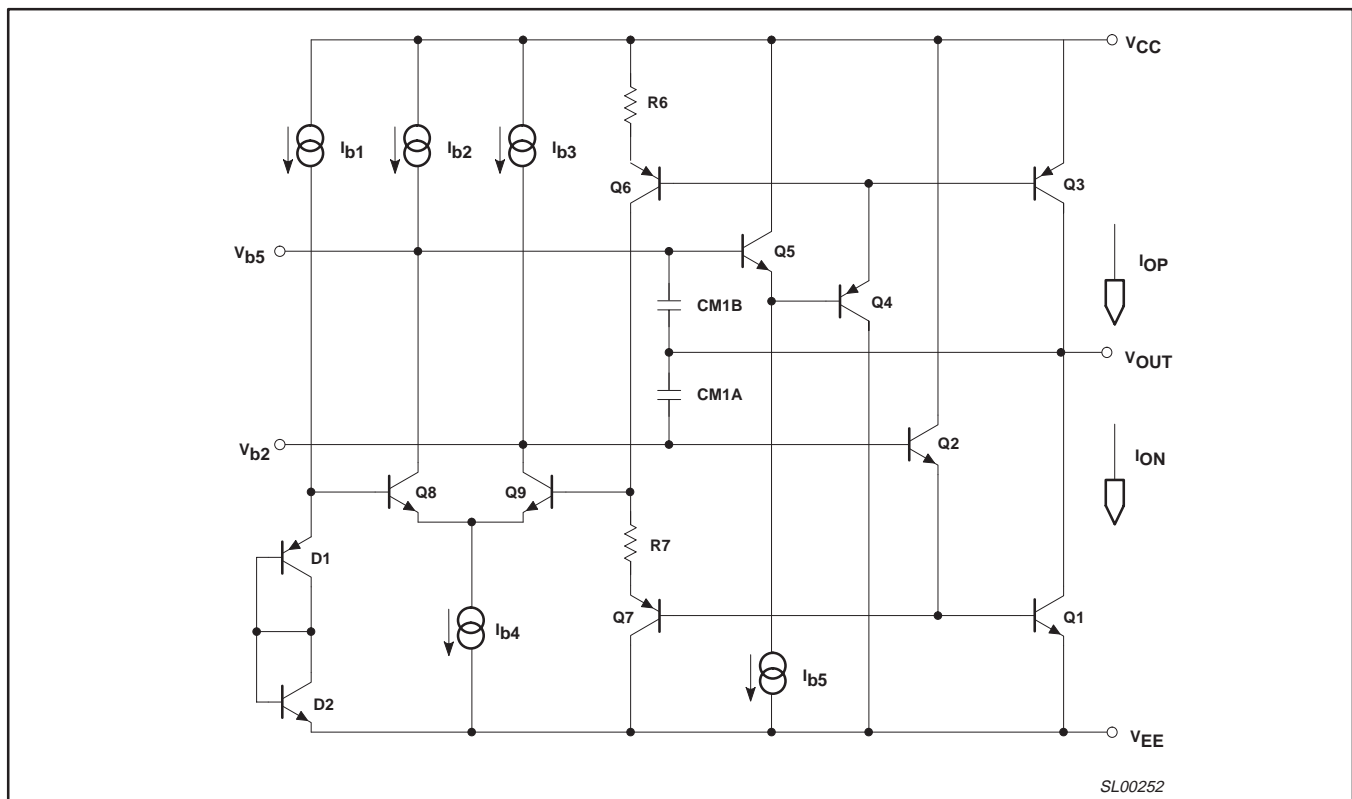 VCC
R6
Ib1
Ib2
Ib3
Q6
Q3
Vb5
Q5
IOP
CM1B
Q4
VOUT
CM1A
Vb2
Q2
ION
Q8
Q9
R7
D1
Q7
Q1
Ib4
Ib5
D2
VEE
SL00252